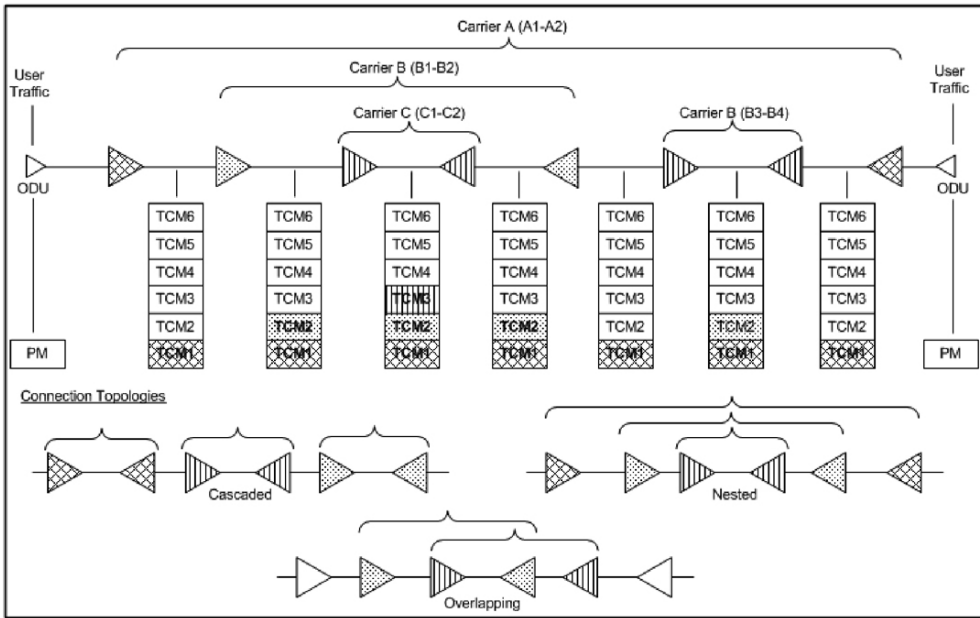 Carrier A (A1-A2)
User
Traffic
Carrier B (B1-B2)
User
Traffic
Carrier C (C1-C2)
Carrier B (B3-B4)
ODU
ODU
TCM6
TCM5
TCM4
TCM3
TCM2
TCM1
TCM6
TCM5
TCM4
TCM3
TCM2
TCM1
TCM6
TCM5
TCM4
TCM3
TCM2
TCM1
TCM6
TCM5
TCM4
TCM3
TCM2
TCM1
TCM6
TCM5
TCM4
TCM3
TCM2
TCM1
TCM6
TCM5
TCM4
TCM3
TCM2
TCM1
TCM6
TCM5
TCM4
TCM3
TCM2
TCM1
PM
PM
Connection Topologies
Cascaded
Nested
Overlapping